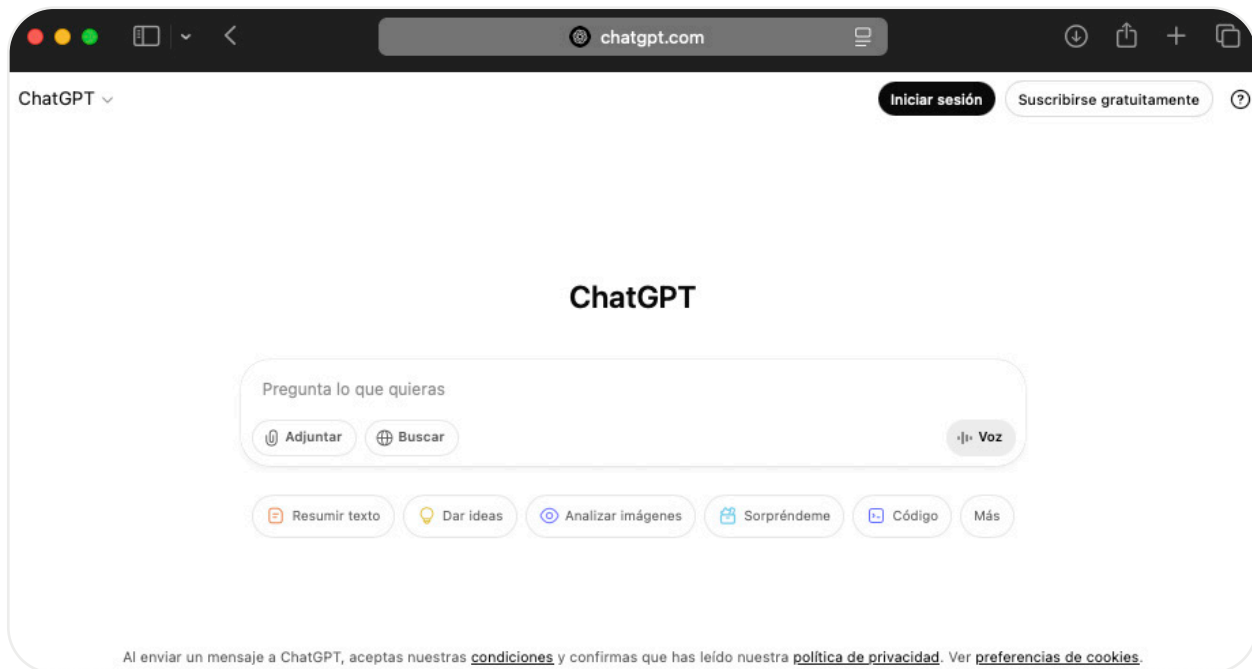 chatgpt.com
ChatGPT
Iniciar sesión
Suscribirse gratuitamente
ChatGPT
Pregunta lo que quieras
Adjuntar
Buscar
Voz
Resumir texto
Dar ideas
Analizar imágenes
Sorpréndeme
Código
Más
Al enviar un mensaje a ChatGPT, aceptas nuestras condiciones y confirmas que has leído nuestra política de privacidad. Ver preferencias de cookies.